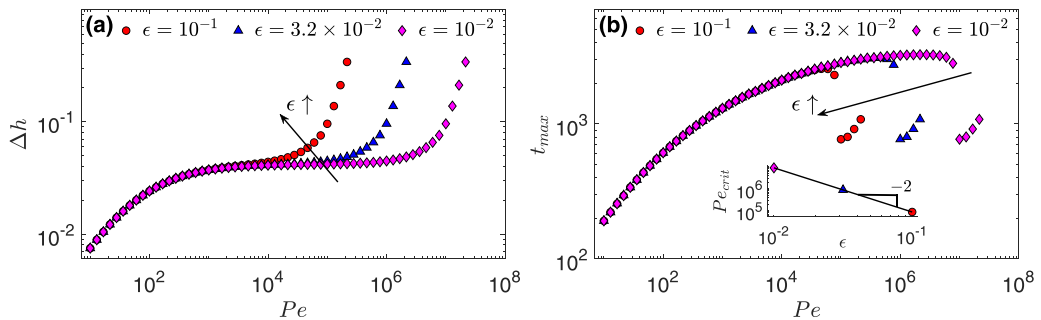 (a) ϵ = 10⁻¹ ϵ = 3.2 × 10⁻² ϵ = 10⁻²
10⁻¹
10⁻²
Δh
ϵ ↑
10² 10⁴ 10⁶ 10⁸
Pe
(b) ϵ = 10⁻¹ ϵ = 3.2 × 10⁻² ϵ = 10⁻²
10³
10²
t_max
ϵ ↑
Pe_crit
10⁶
10⁵
−2
10⁻² 10⁻¹
ϵ
10² 10⁴ 10⁶ 10⁸
Pe